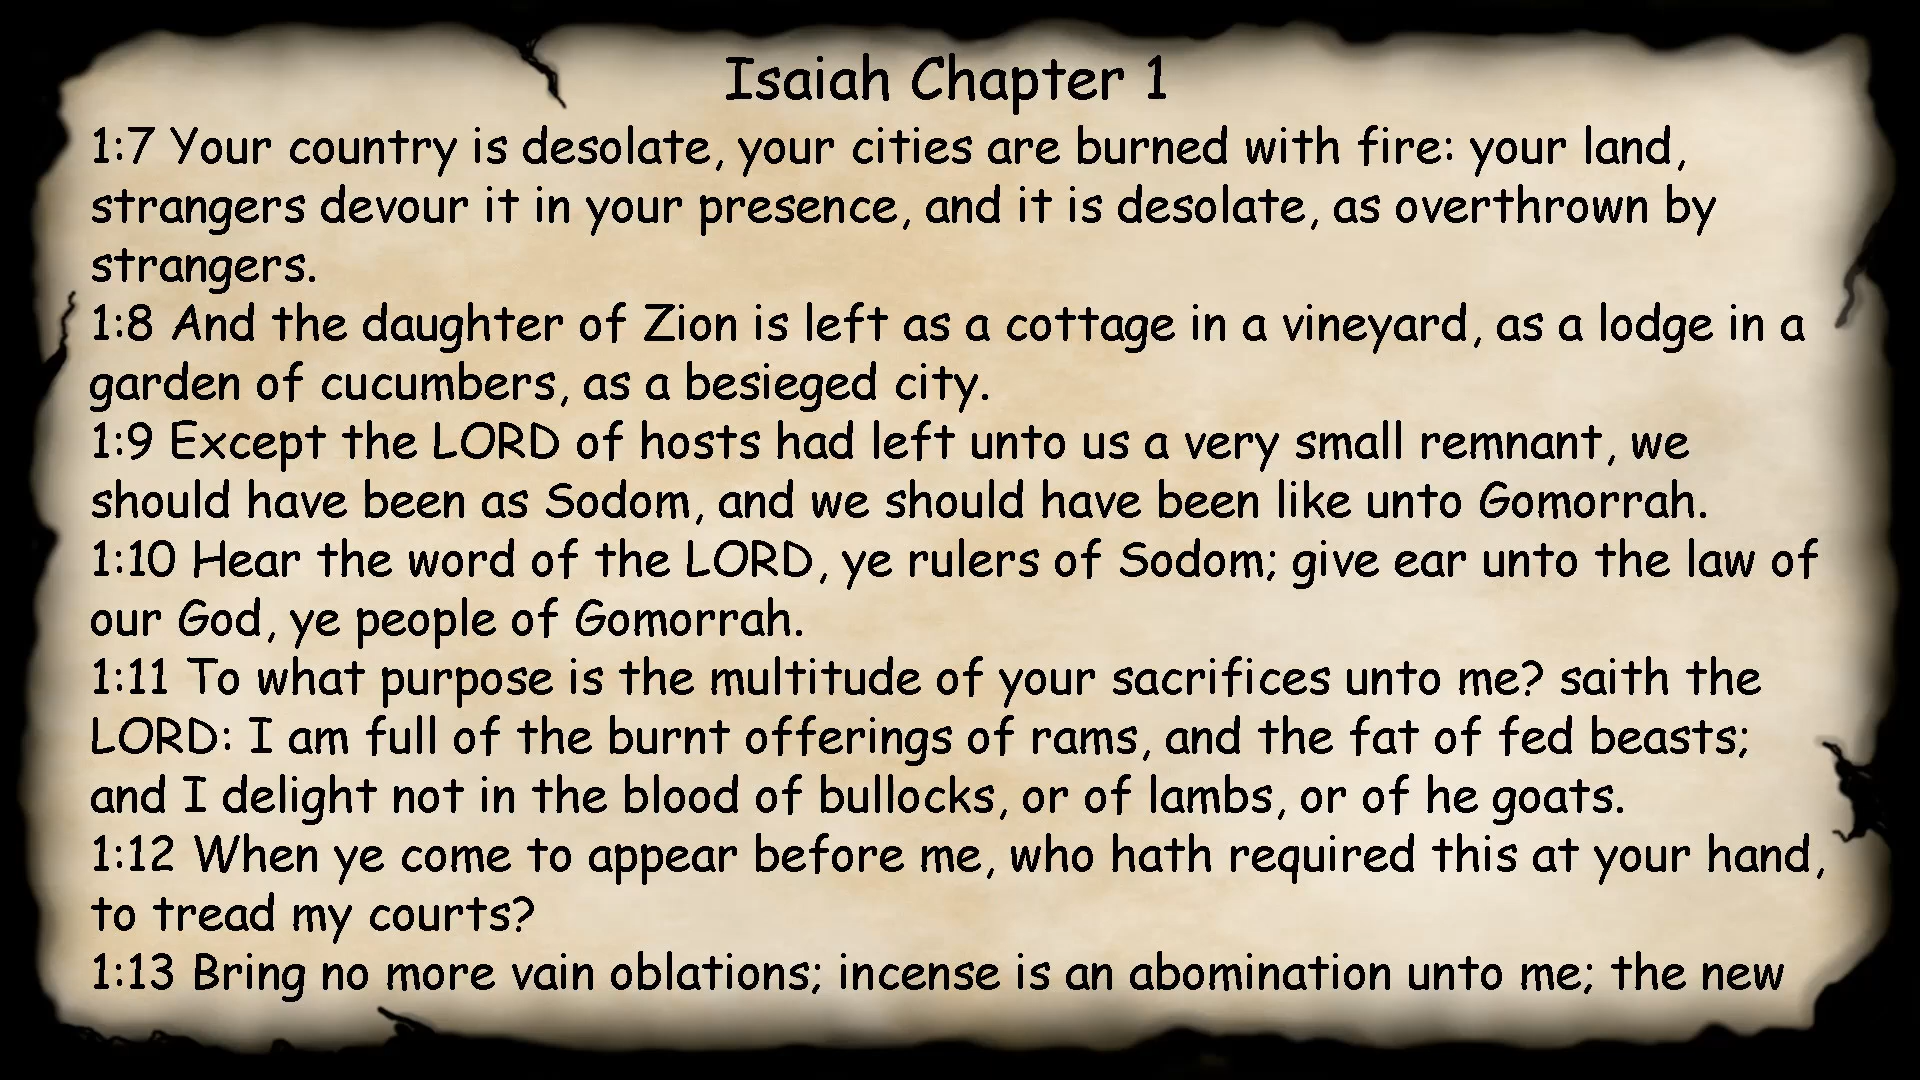 Isaiah Chapter 1
1:7 Your country is desolate, your cities are burned with fire: your land,
strangers devour it in your presence, and it is desolate, as overthrown by
strangers.
1:8 And the daughter of Zion is left as a cottage in a vineyard, as a lodge in a
garden of cucumbers, as a besieged city.
1:9 Except the LORD of hosts had left unto us a very small remnant, we
should have been as Sodom, and we should have been like unto Gomorrah.
1:10 Hear the word of the LORD, ye rulers of Sodom; give ear unto the law of
our God, ye people of Gomorrah.
1:11 To what purpose is the multitude of your sacrifices unto me? saith the
LORD: I am full of the burnt offerings of rams, and the fat of fed beasts;
and I delight not in the blood of bullocks, or of lambs, or of he goats.
1:12 When ye come to appear before me, who hath required this at your hand,
to tread my courts?
1:13 Bring no more vain oblations; incense is an abomination unto me; the new